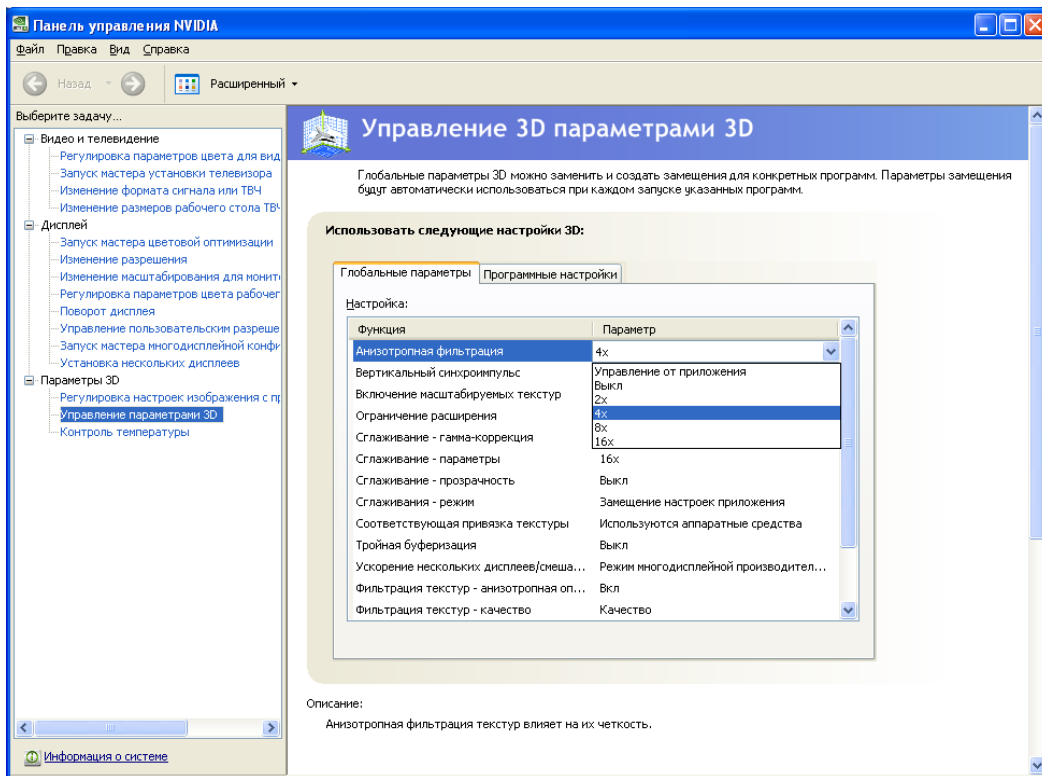 Панель управления NVIDIA
Файл Правка Вид Справка
Назад Расширенный
Выберите задачу...
Видео и телевидение
Регулировка параметров цвета для вид
Запуск мастера установки телевизора
Изменение формата сигнала или ТВЧ
Изменение размеров рабочего стола ТВЧ
Дисплей
Запуск мастера цветовой оптимизации
Изменение разрешения
Изменение масштабирования для монито
Регулировка параметров цвета рабочег
Поворот дисплея
Управление пользовательским разреше
Запуск мастера многодисплейной конфи
Установка нескольких дисплеев
Параметры 3D
Регулировка настроек изображения с пр
Управление параметрами 3D
Контроль температуры
Информация о системе
Управление 3D параметрами 3D
Глобальные параметры 3D можно заменить и создать замещения для конкретных программ. Параметры замещения
будут автоматически использоваться при каждом запуске указанных программ.
Использовать следующие настройки 3D:
Глобальные параметры Программные настройки
Настройка:
Функция Параметр
Анизотропная фильтрация 4x
Вертикальный синхроимпульс Управление от приложения
Выкл
Включение масштабируемых текстур 2x
Ограничение расширения 4x
8x
Сглаживание - гамма-коррекция 16x
Сглаживание - параметры 16x
Сглаживание - прозрачность Выкл
Сглаживания - режим Замещение настроек приложения
Соответствующая привязка текстуры Используются аппаратные средства
Тройная буферизация Выкл
Ускорение нескольких дисплеев/смеша... Режим многодисплейной производител...
Фильтрация текстур - анизотропная оп... Вкл
Фильтрация текстур - качество Качество
Описание:
Анизотропная фильтрация текстур влияет на их четкость.